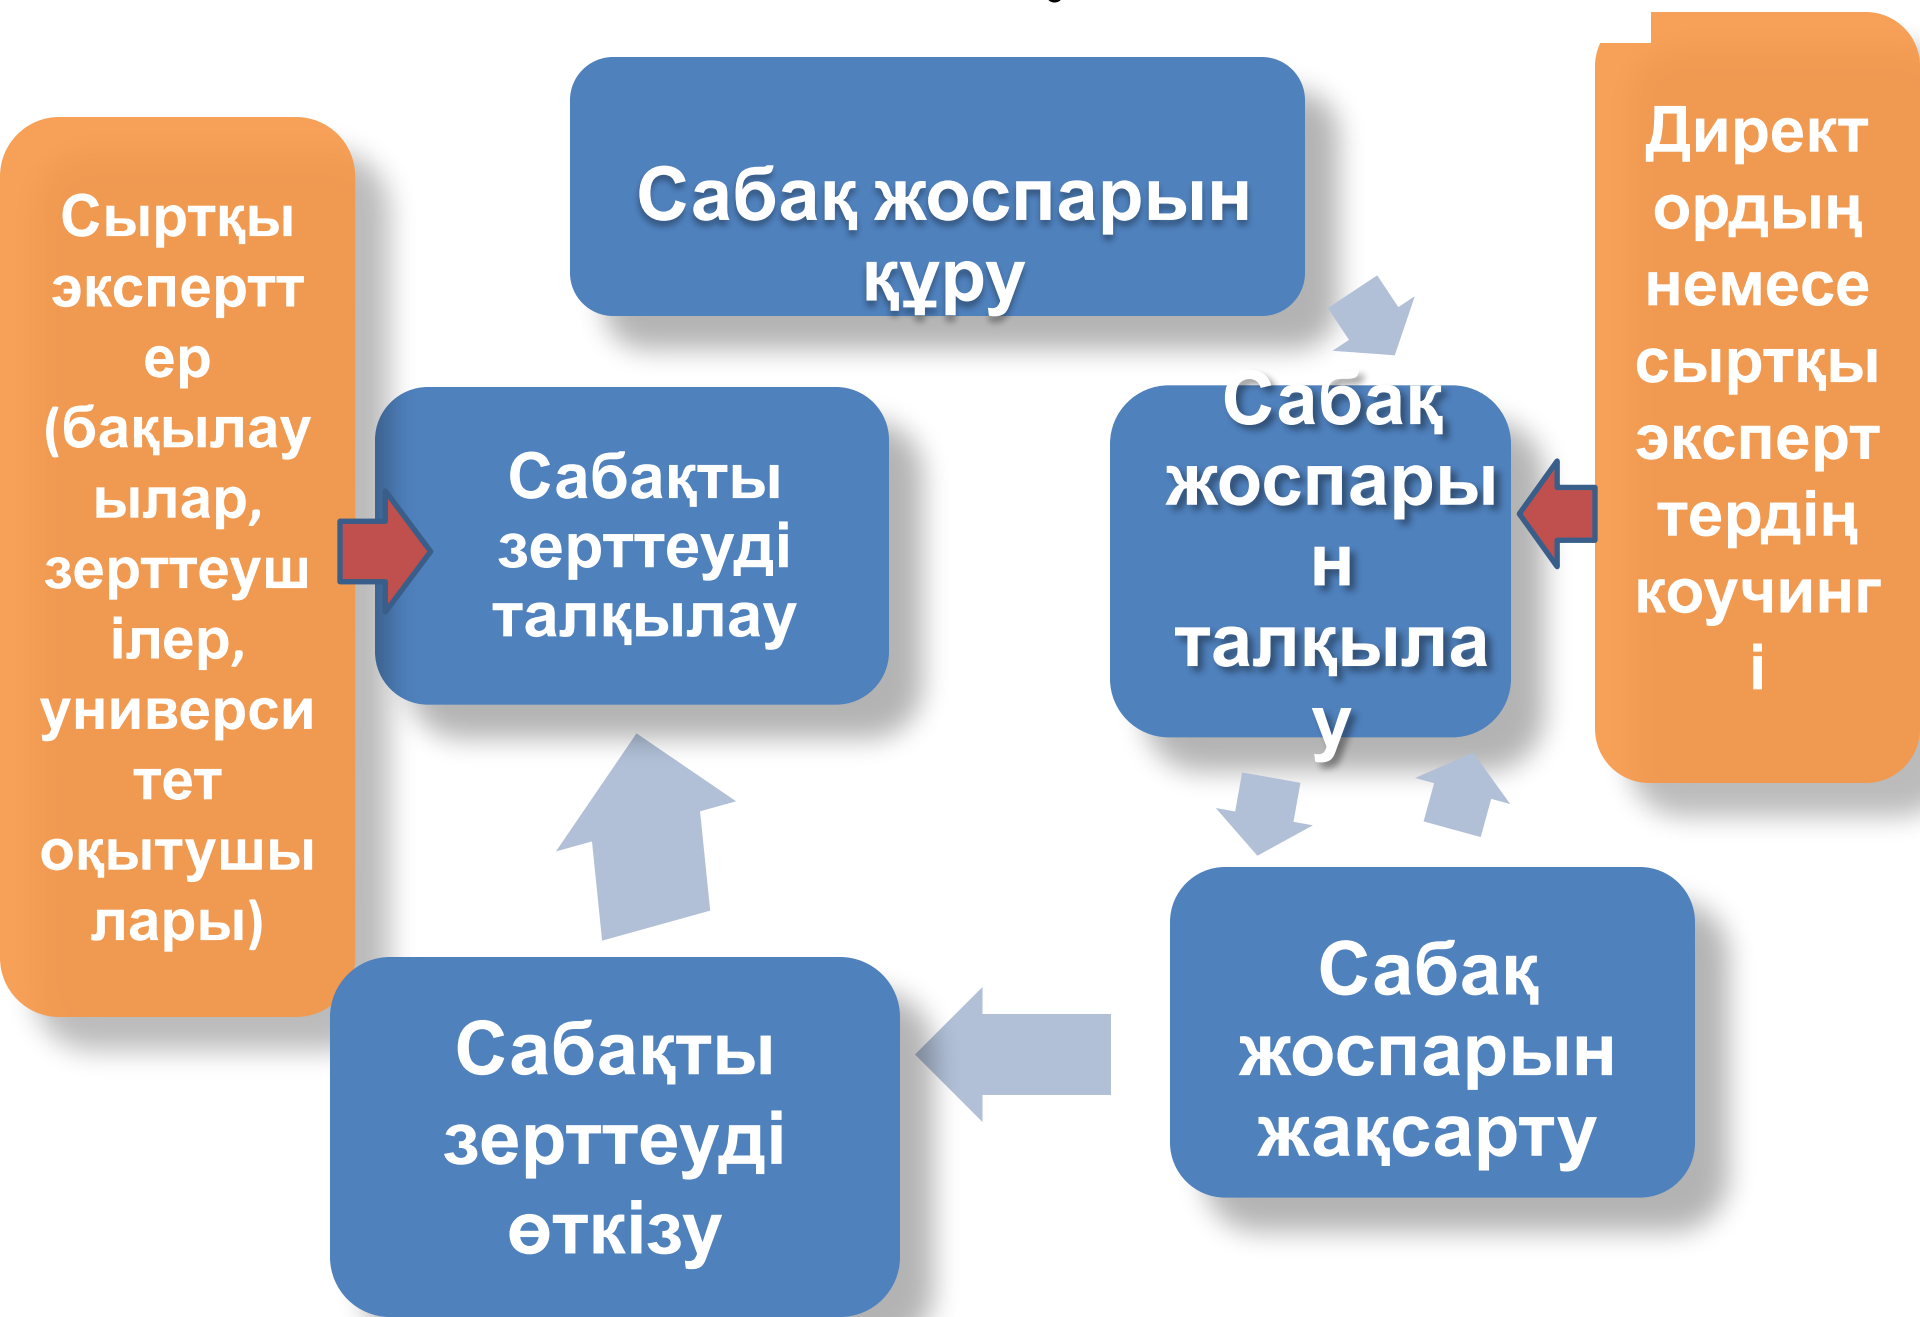 Сабақ жоспарын
құру
Директ
ордың
немесе
сыртқы
эксперт
тердің
коучинг
і
Сыртқы
экспертт
ер
(бақылау
ылар,
зерттеуш
ілер,
универси
тет
оқытушы
лары)
Сабақты
зерттеуді
талқылау
Сабақ
жоспары
н
талқыла
у
Сабақ
жоспарын
жақсарту
Сабақты
зерттеуді
өткізу